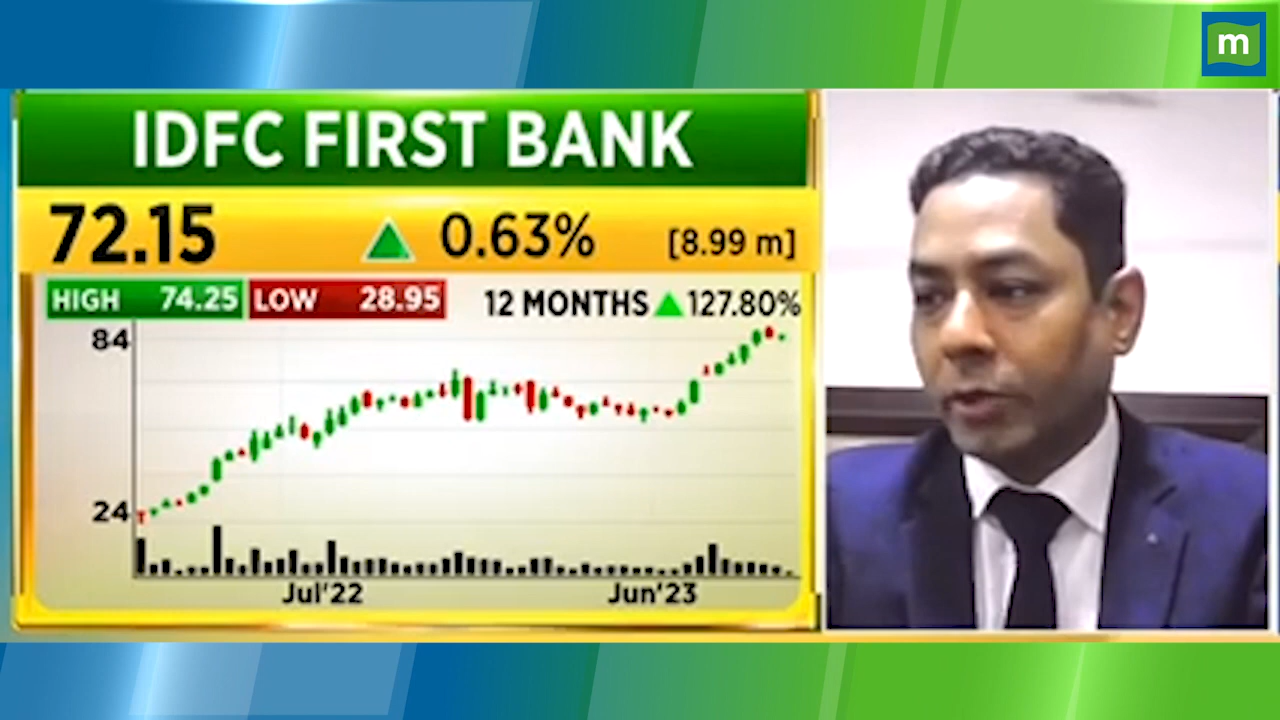 m
IDFC FIRST BANK
72.15 0.63% [8.99 m]
HIGH 74.25 LOW 28.95 12 MONTHS 127.80%
84
24
Jul'22 Jun'23